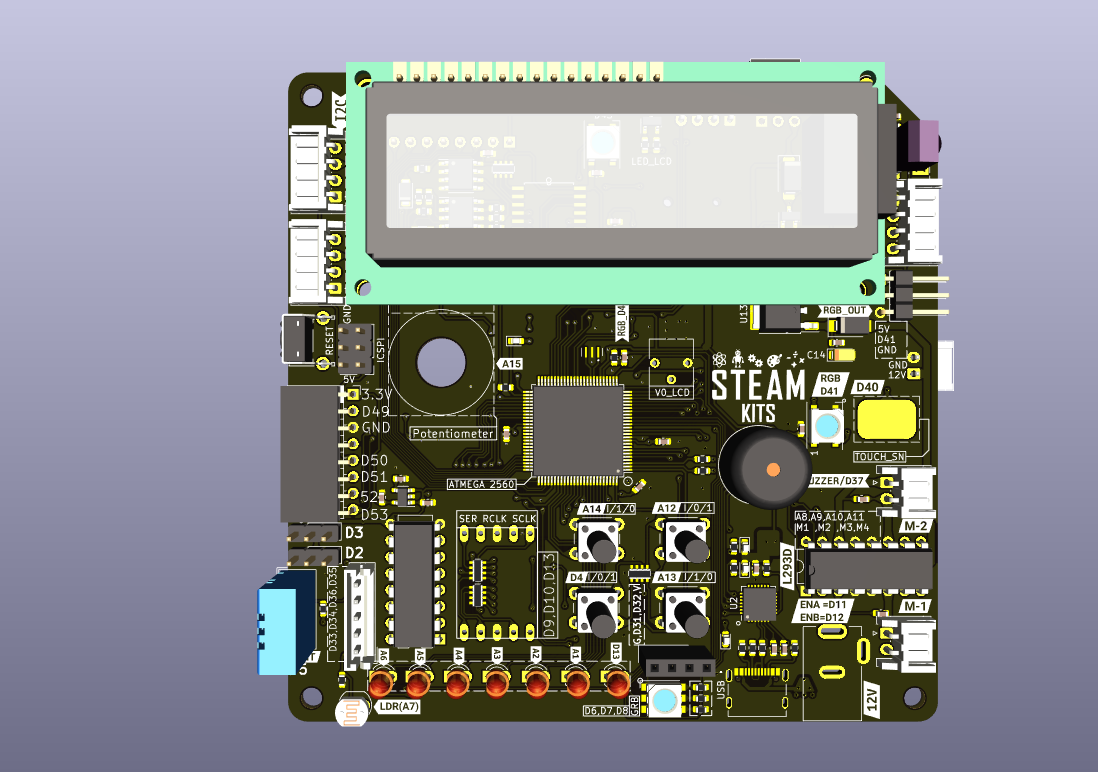 I2C
LED_LCD
RGB_OUT
U13
5V
D41
GND
GND
RESET
ICSP
5V
A15
V0_LCD
C14
GND
12V
STEAM
KITS
RGB
D41
D40
3.3V
D49
GND
D50
D51
52
D53
Potentiometer
ATMEGA 2560
TOUCH_SN
UZZER/D37
A8,A9,A10,A11
M1 ,M2 ,M3,M4
M-2
D3
D2
SER RCLK SCLK
D9,D10,D13
A14
/1/0
A12
/0/1
D4
/0/1
A13
/1/0
G,D31,D32,V
L293D
U2
ENA =D11
ENB=D12
M-1
D33,D34,D36,D35
A6
A5
A4
A3
A2
A1
D13
LDR(A7)
D6,D7,D8
GRB
USB
12V